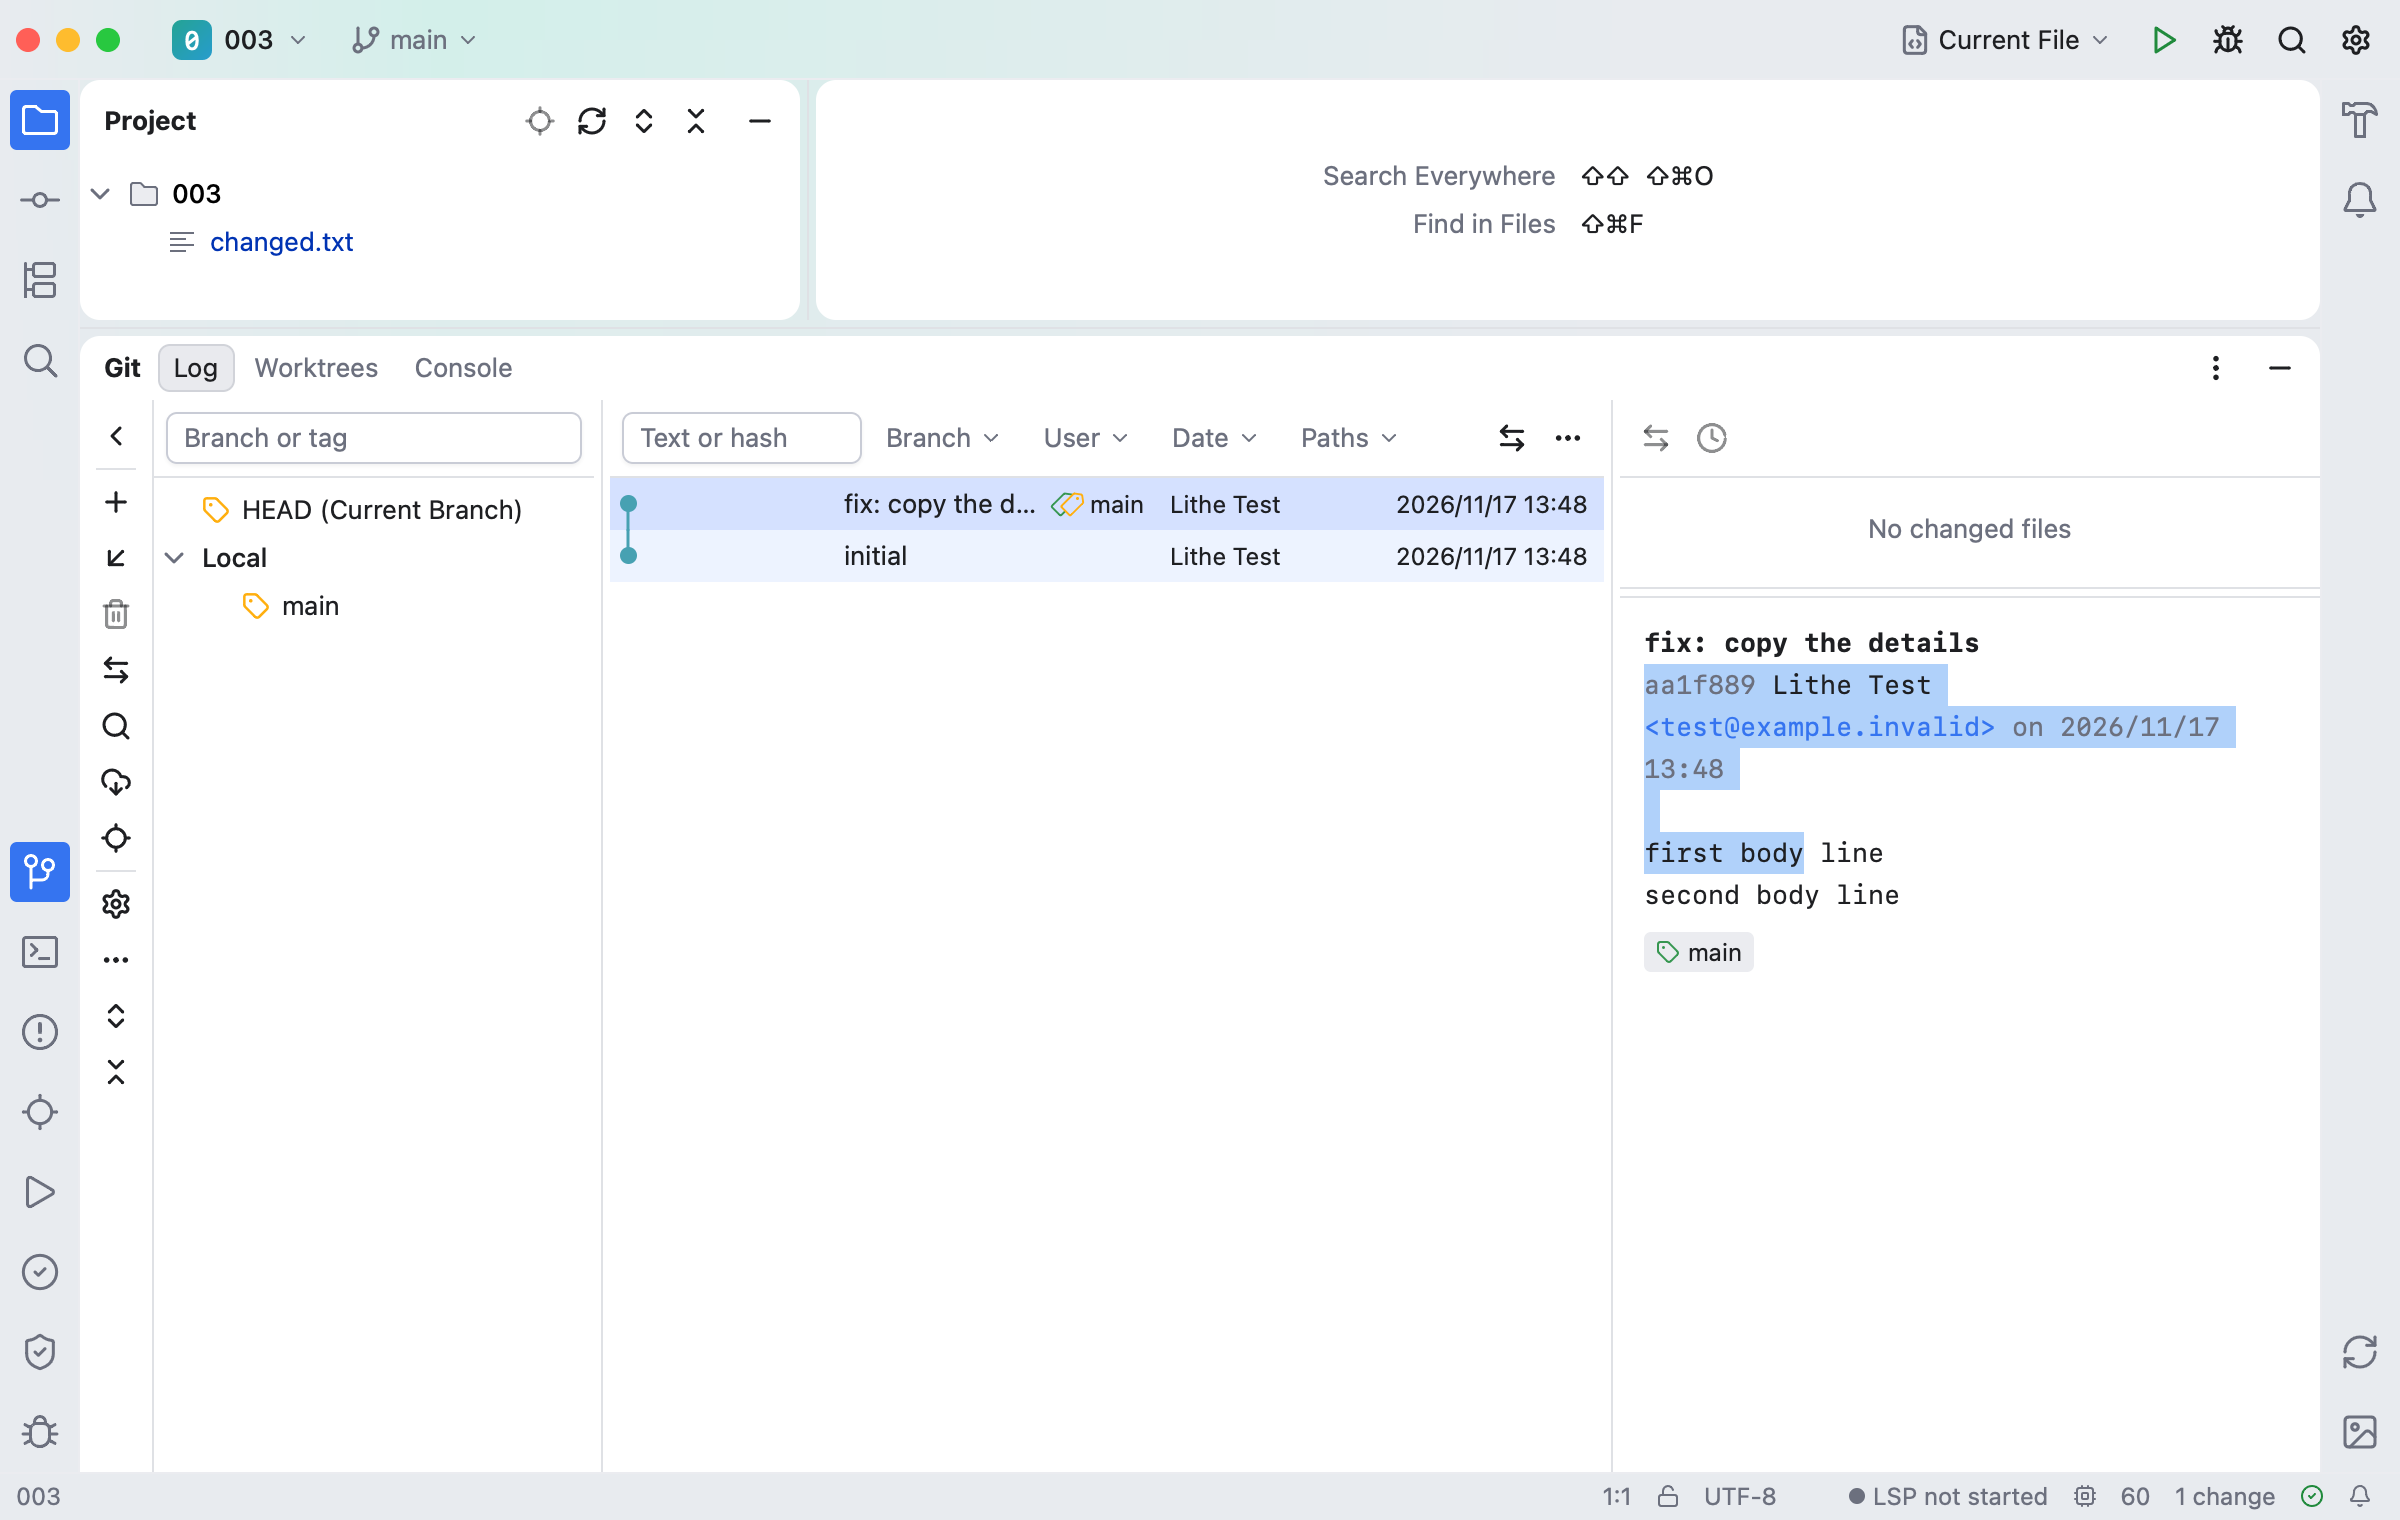 0 003 main Current File
Project
003
changed.txt
Search Everywhere ⇧⇧ ⇧⌘O
Find in Files ⇧⌘F
Git Log Worktrees Console
Branch or tag
HEAD (Current Branch)
Local
main
Text or hash Branch User Date Paths
fix: copy the d... main Lithe Test 2026/11/17 13:48
initial Lithe Test 2026/11/17 13:48
No changed files
fix: copy the details
aa1f889 Lithe Test
<test@example.invalid> on 2026/11/17
13:48
first body line
second body line
main
003 1:1 UTF-8 LSP not started 60 1 change